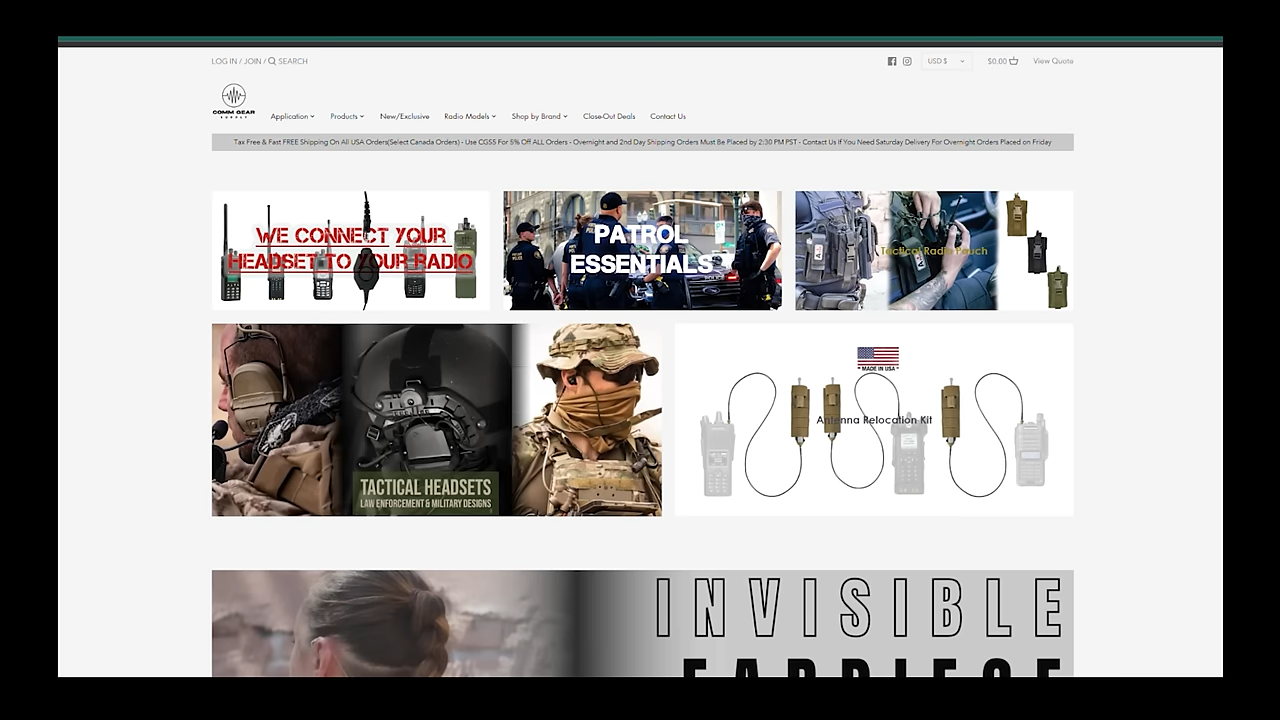 LOG IN / JOIN / SEARCH
USD $
$0.00
View Quote
COMM GEAR
SUPPLY
Application
Products
New/Exclusive
Radio Models
Shop by Brand
Close-Out Deals
Contact Us
Tax Free & Fast FREE Shipping On All USA Orders(Select Canada Orders) - Use CGS5 For 5% Off ALL Orders - Overnight and 2nd Day Shipping Orders Must Be Placed by 2:30 PM PST - Contact Us If You Need Saturday Delivery For Overnight Orders Placed on Friday
WE CONNECT YOUR
HEADSET TO YOUR RADIO
PATROL
ESSENTIALS
POLICE
Tactical Radio Pouch
TACTICAL HEADSETS
LAW ENFORCEMENT & MILITARY DESIGNS
* MADE IN USA *
Antenna Relocation Kit
INVISIBLE
EARPIECE